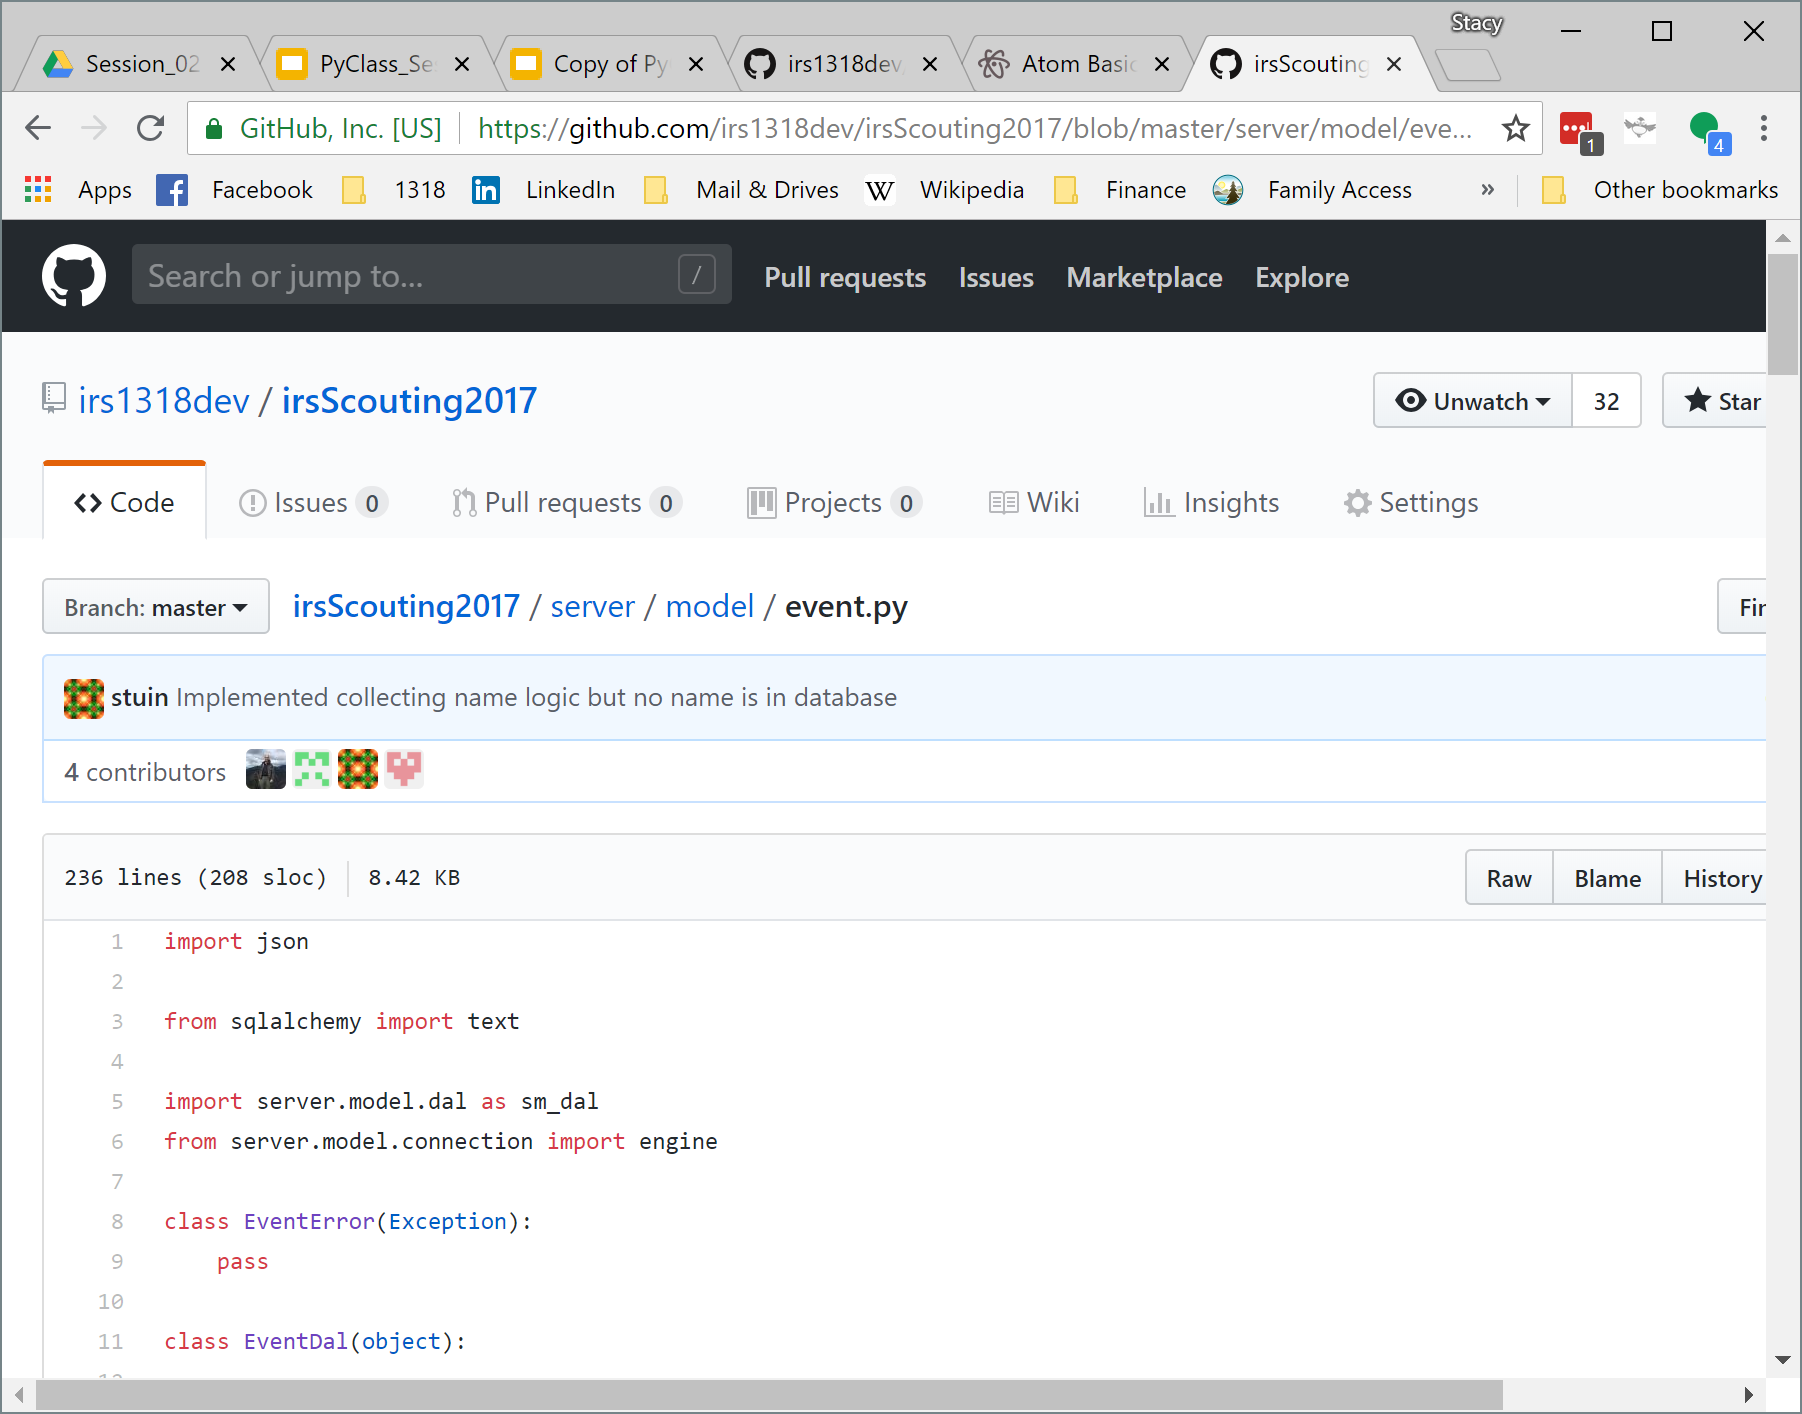 Stacy
Session_02 PyClass_Se Copy of Py irs1318dev Atom Basic irsScouting
GitHub, Inc. [US] https://github.com/irs1318dev/irsScouting2017/blob/master/server/model/eve... 1 4
Apps Facebook 1318 LinkedIn W Wikipedia Mail & Drives Finance Family Access » Other bookmarks
Search or jump to... / Pull requests Issues Marketplace Explore
irs1318dev / irsScouting2017 Unwatch 32 Star
Code Issues 0 Pull requests 0 Projects 0 Wiki Insights Settings
Branch: master irsScouting2017 / server / model / event.py Fin
stuin Implemented collecting name logic but no name is in database
4 contributors
236 lines (208 sloc) 8.42 KB Raw Blame History
1 import json
2
3 from sqlalchemy import text
4
5 import server.model.dal as sm_dal
6 from server.model.connection import engine
7
8 class EventError(Exception):
9 pass
10
11 class EventDal(object):